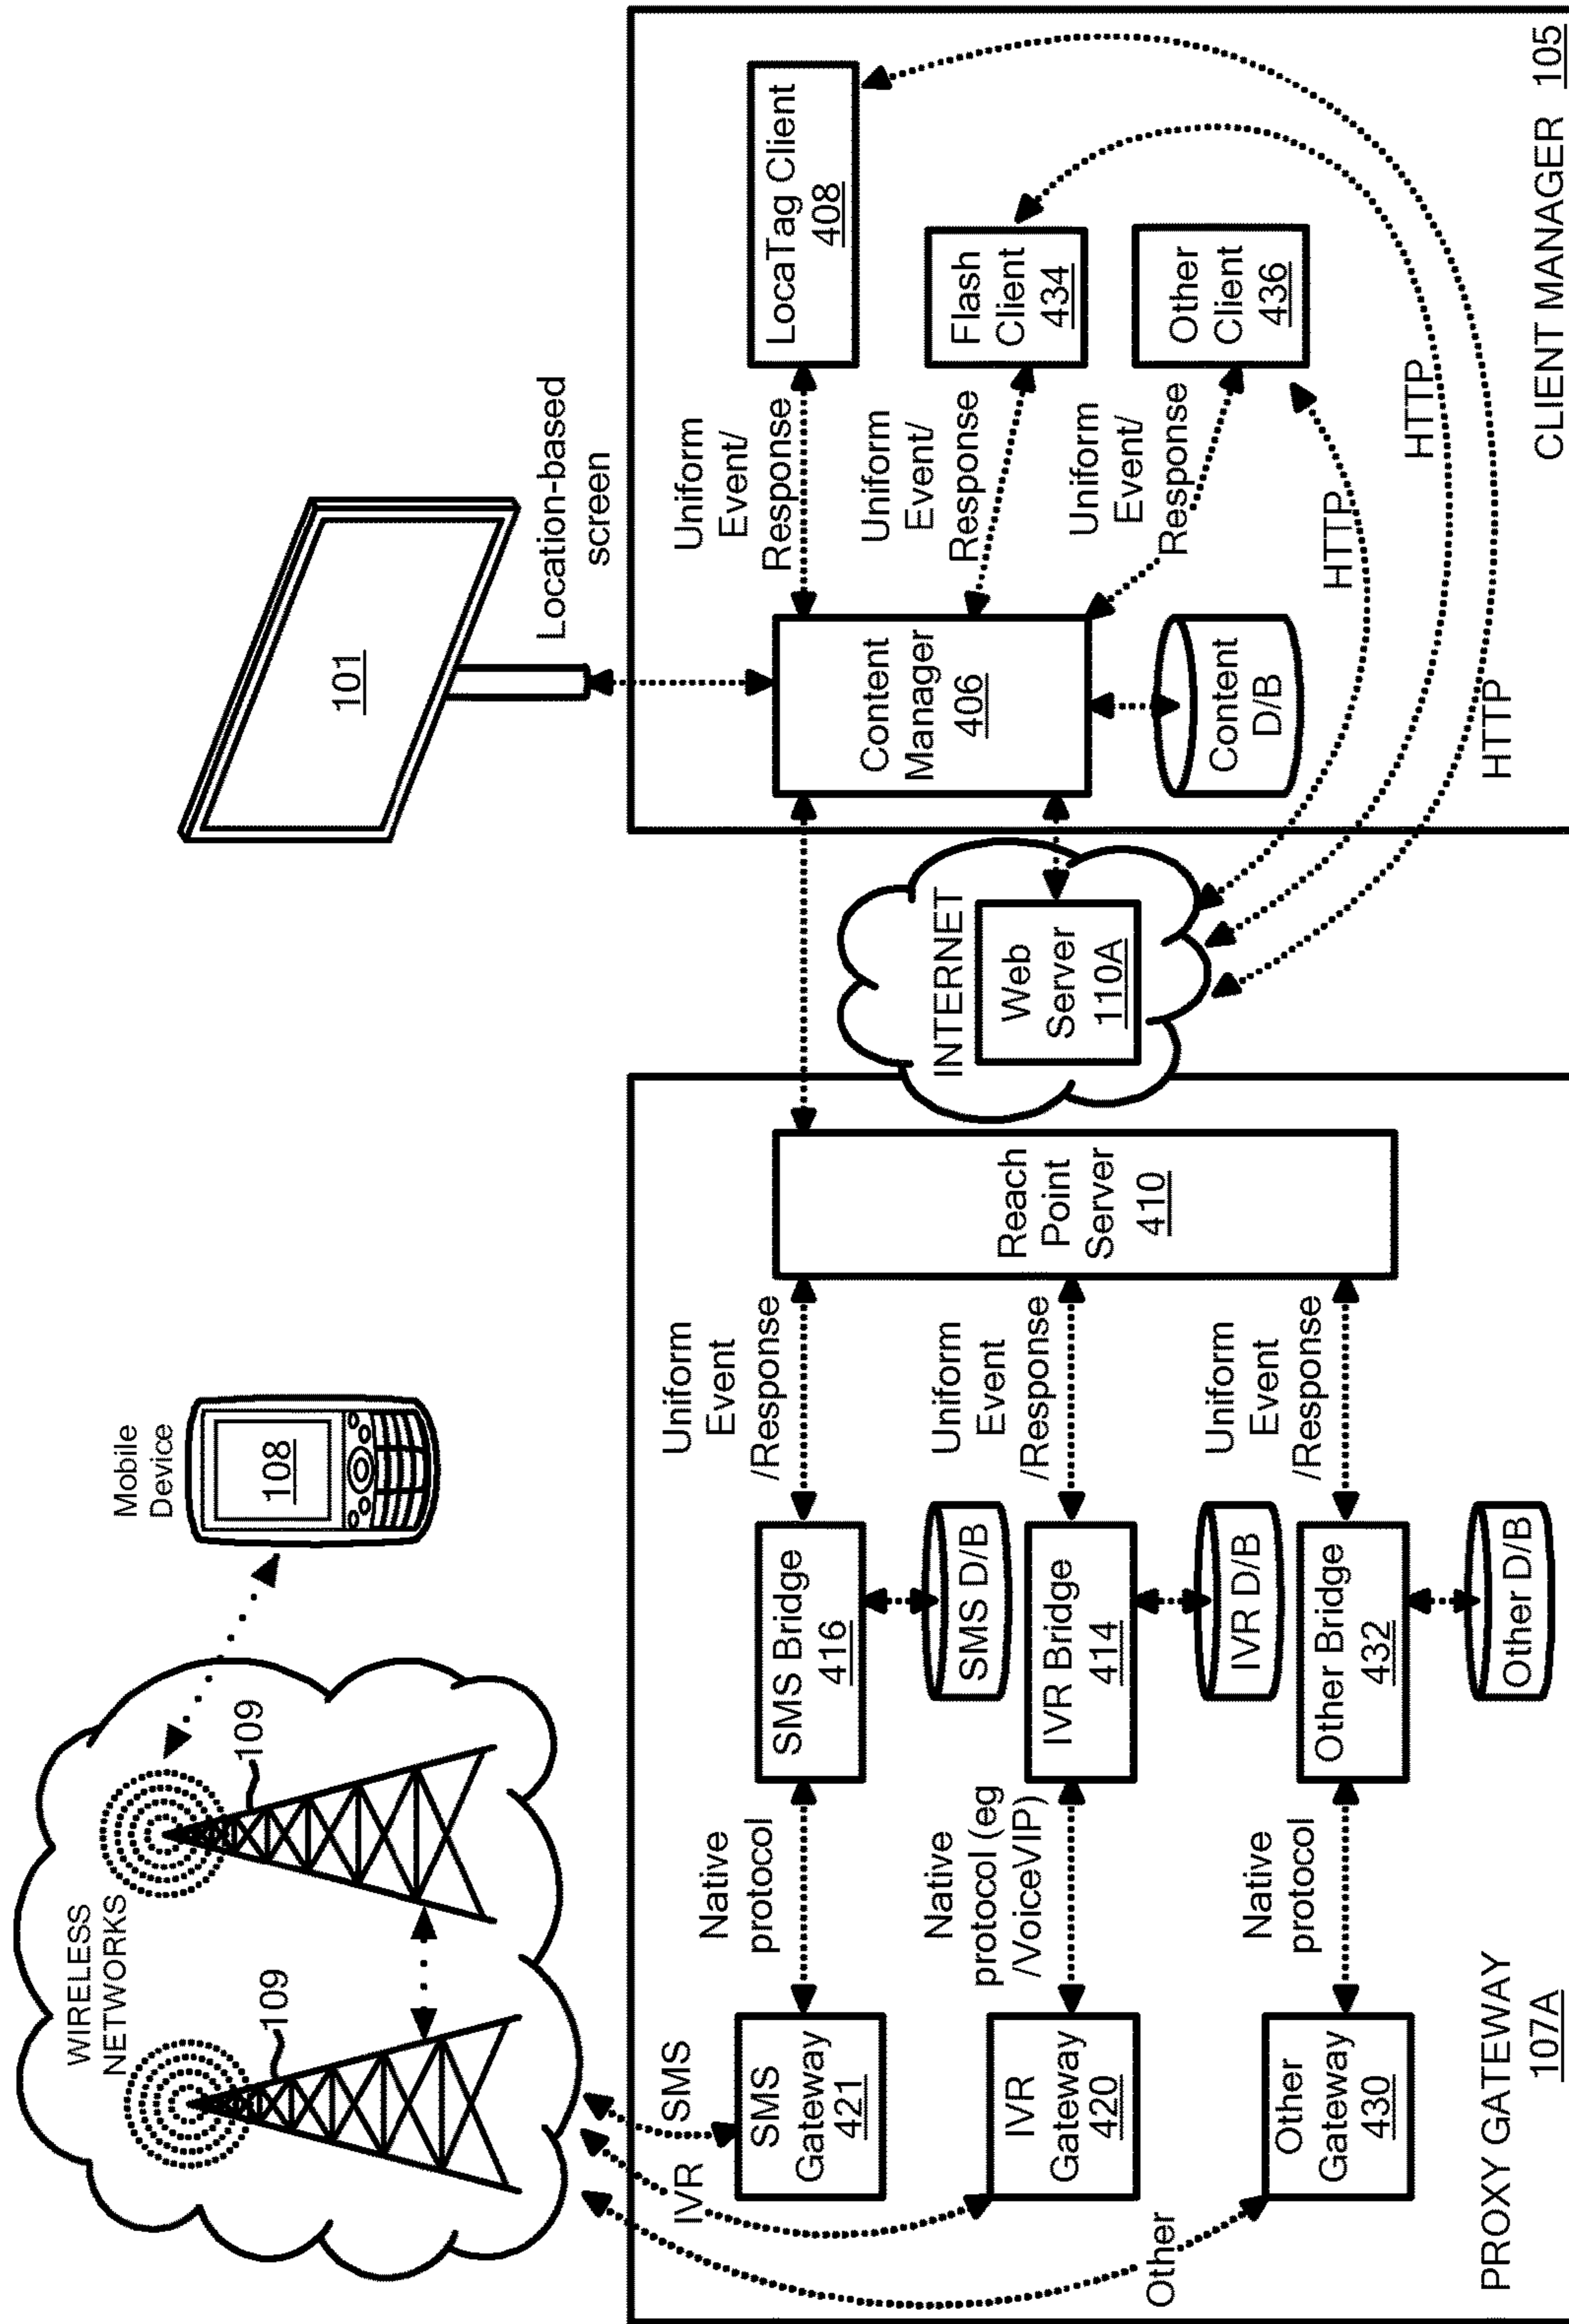 WIRELESS
NETWORKS
109
109
Mobile
Device
108
101
Location-based
screen
SMS
IVR
Other
SMS
Gateway
421
IVR
Gateway
420
Other
Gateway
430
Native
protocol
Native
protocol (eg
/VoiceVIP)
Native
protocol
SMS Bridge
416
SMS D/B
IVR Bridge
414
IVR D/B
Other Bridge
432
Other D/B
Uniform
Event
/Response
Uniform
Event
/Response
Uniform
Event
/Response
Reach
Point
Server
410
PROXY GATEWAY
107A
INTERNET
Web
Server
110A
Content
Manager
406
Content
D/B
Uniform
Event/
Response
Uniform
Event/
Response
Uniform
Event/
Response
LocaTag Client
408
Flash
Client
434
Other
Client
436
HTTP
HTTP
HTTP
CLIENT MANAGER 105